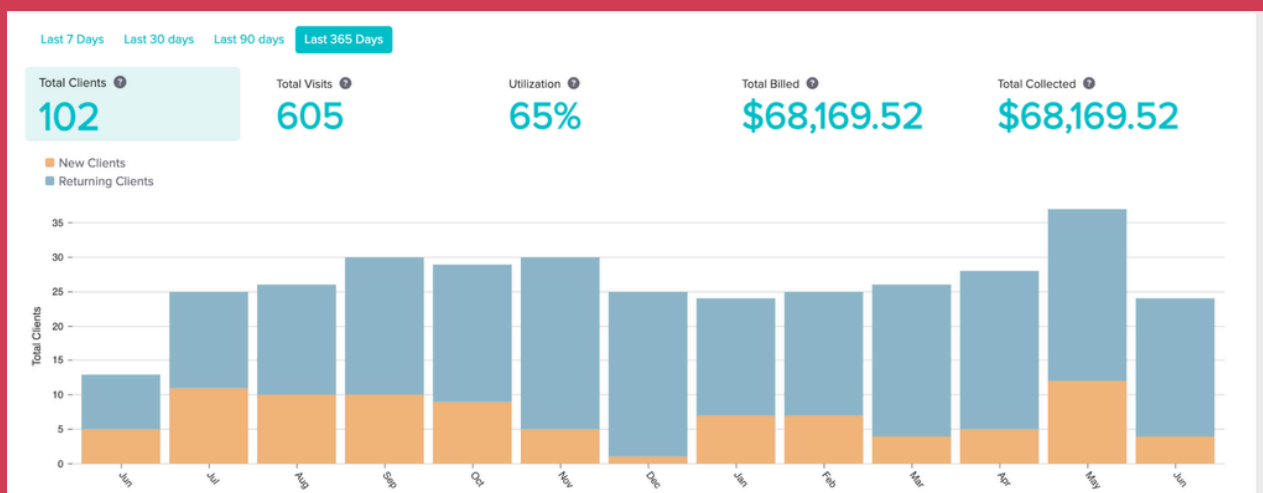 Last 7 Days Last 30 days Last 90 days Last 365 Days
Total Clients ? Total Visits ? Utilization ? Total Billed ? Total Collected ?
102 605 65% $68,169.52 $68,169.52
New Clients
Returning Clients
35
30
25
20
15
10
5
0
Total Clients
Jun Jul Aug Sep Oct Nov Dec Jan Feb Mar Apr May Jun